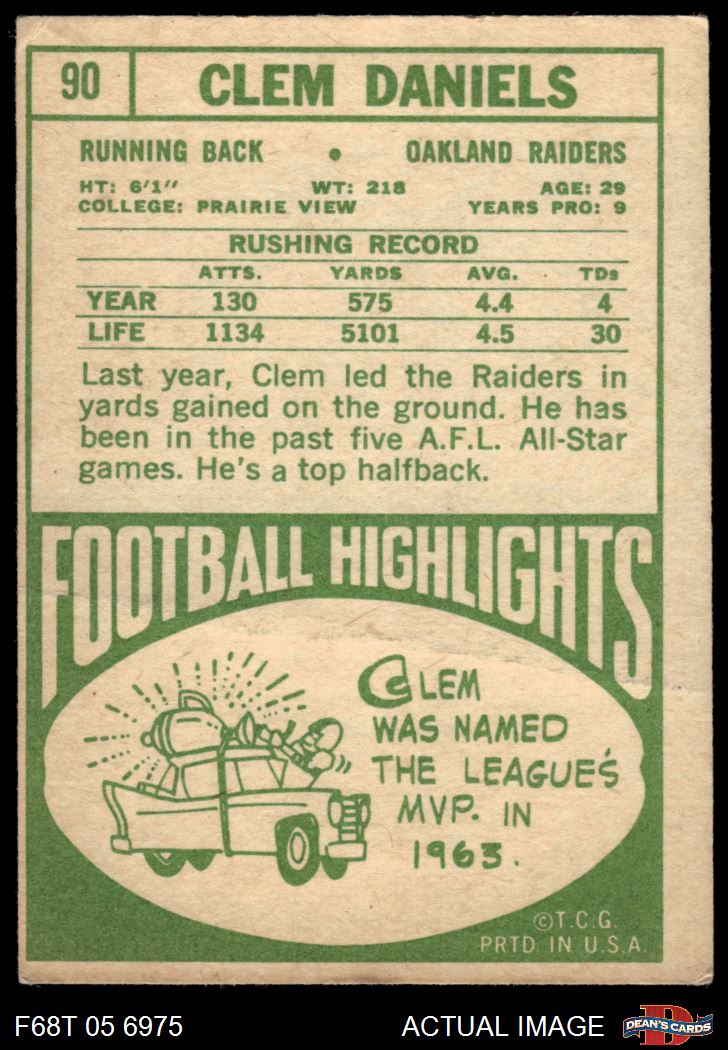 90 CLEM DANIELS
RUNNING BACK • OAKLAND RAIDERS
HT: 6'1" WT: 218 AGE: 29
COLLEGE: PRAIRIE VIEW YEARS PRO: 9
RUSHING RECORD
ATTS. YARDS AVG. TDs
YEAR 130 575 4.4 4
LIFE 1134 5101 4.5 30
Last year, Clem led the Raiders in
yards gained on the ground. He has
been in the past five A.F.L. All-Star
games. He's a top halfback.
FOOTBALL HIGHLIGHTS
CLEM
WAS NAMED
THE LEAGUE'S
MVP. IN
1963.
©T.C.G.
PRTD IN U.S.A.
F68T 05 6975 ACTUAL IMAGE D DEAN'S CARDS